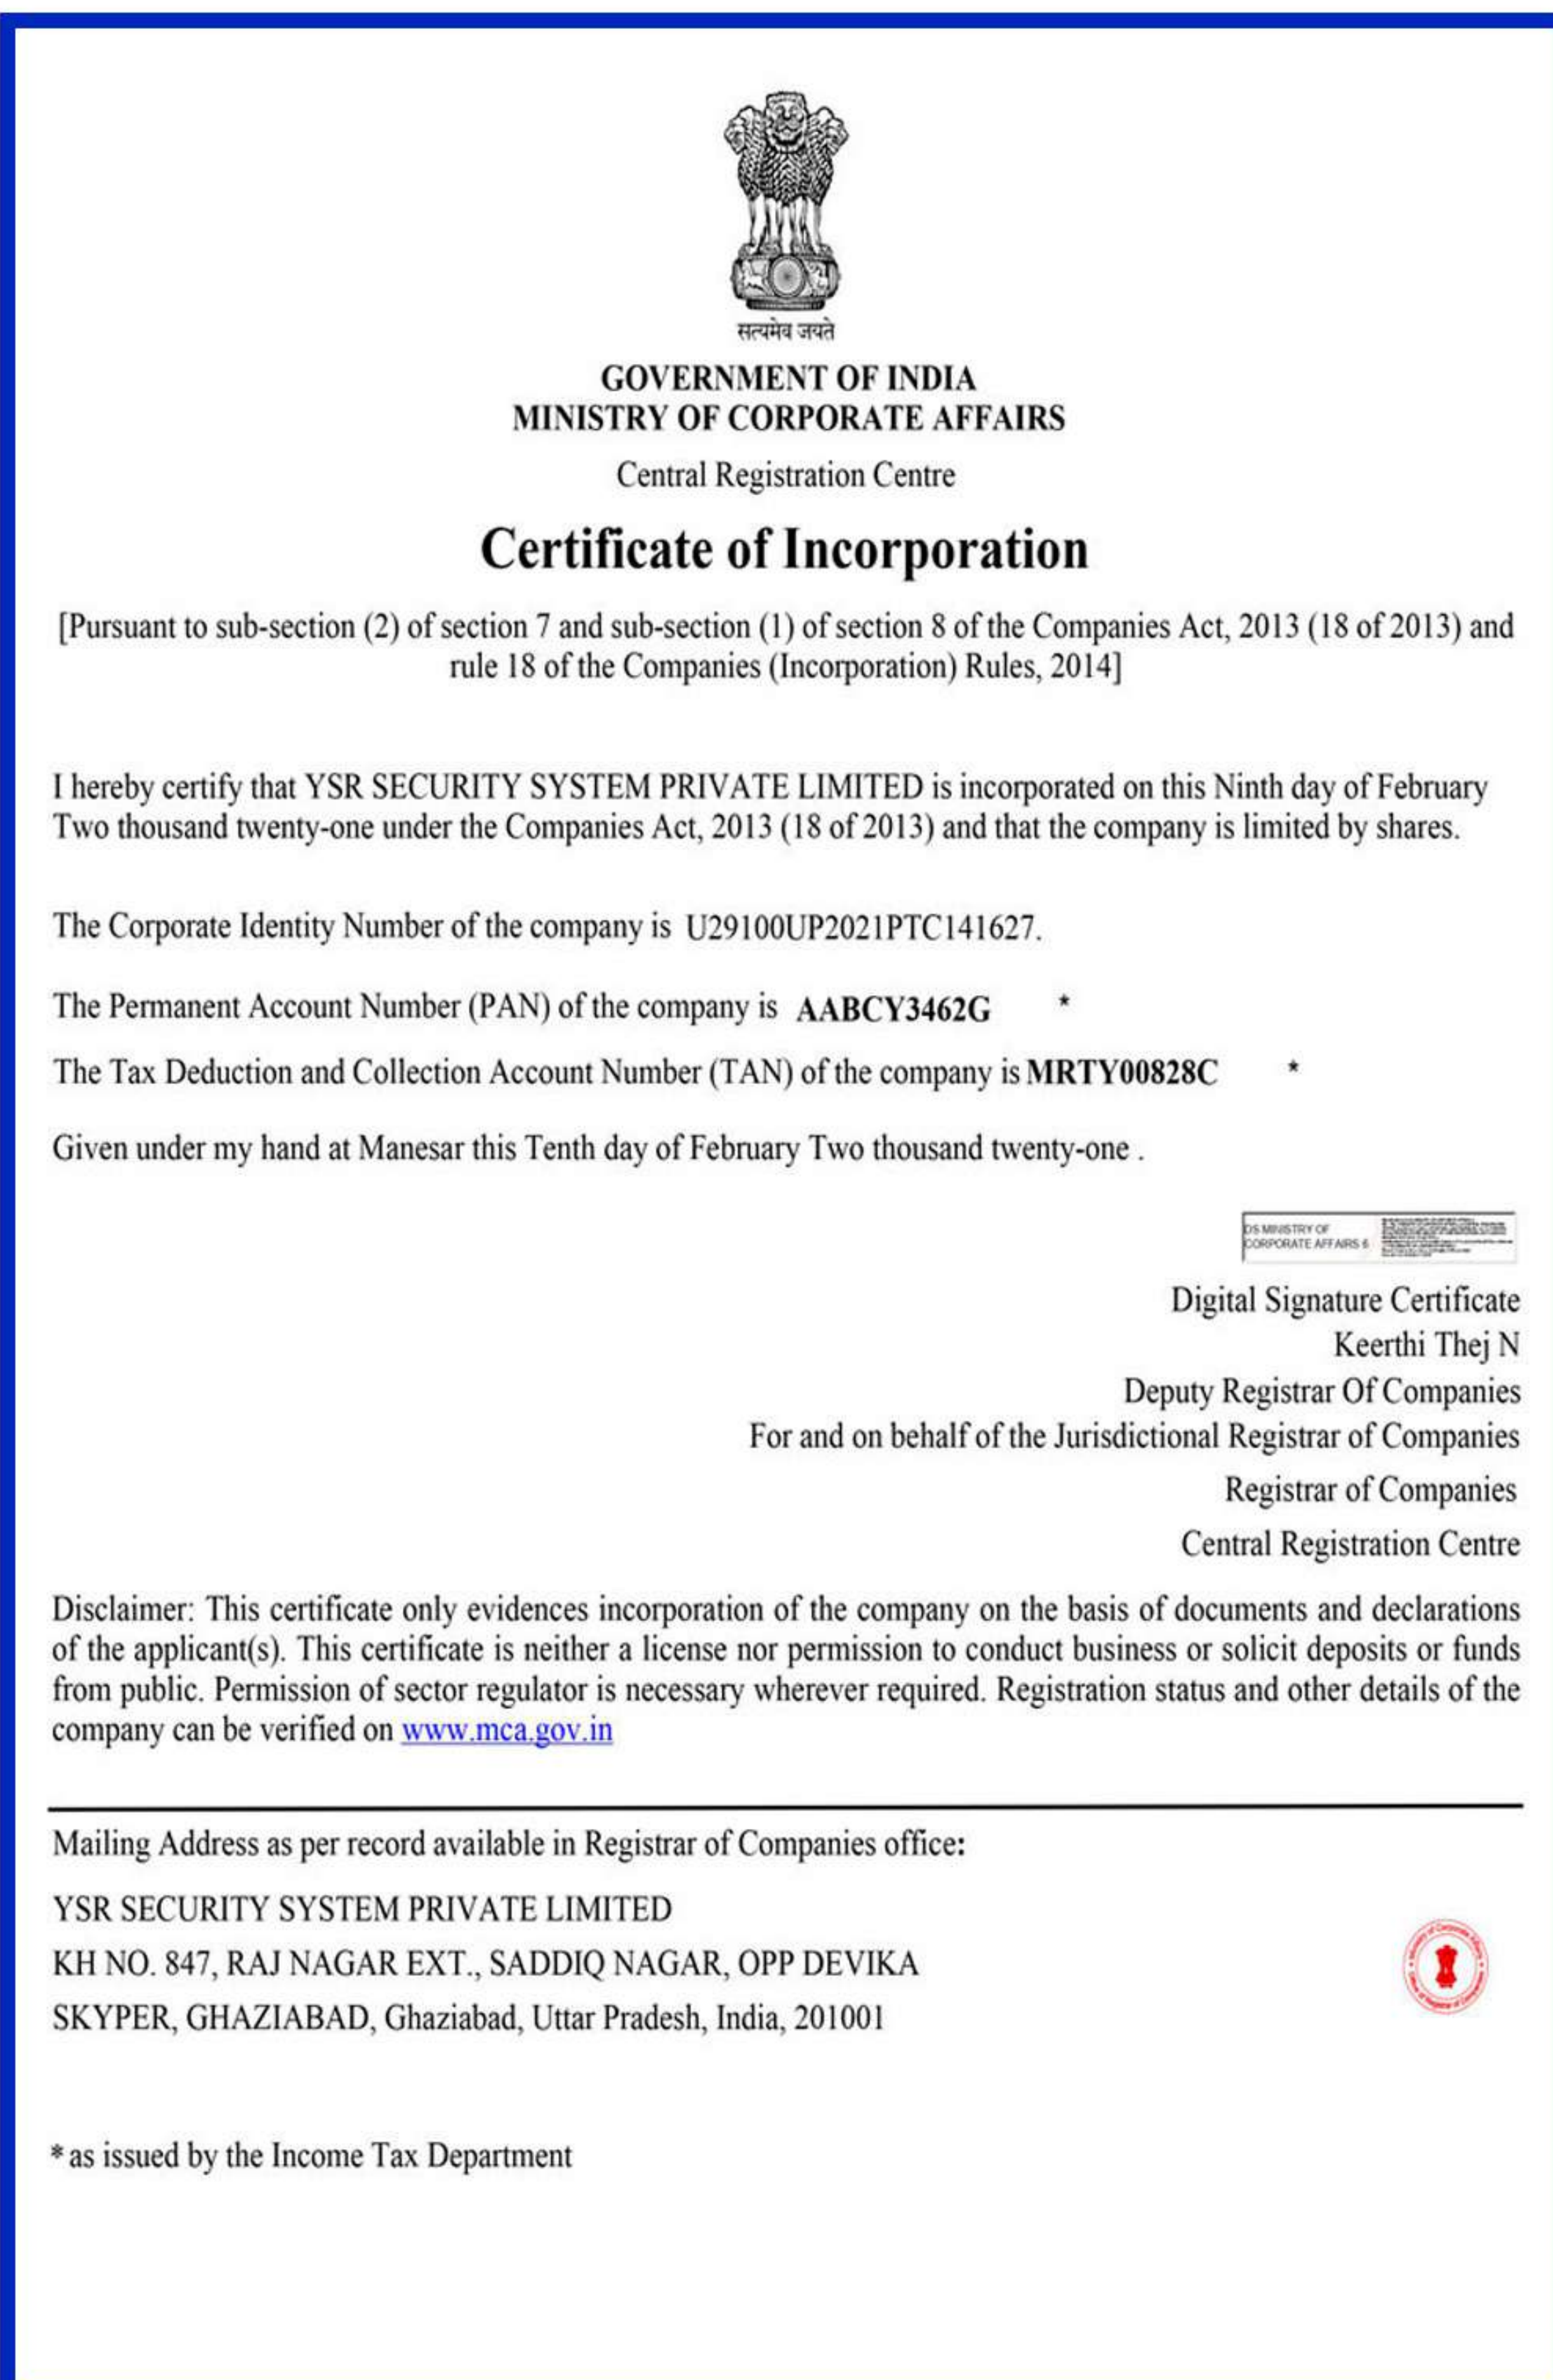 सत्यमेव जयते
GOVERNMENT OF INDIA
MINISTRY OF CORPORATE AFFAIRS
Central Registration Centre
Certificate of Incorporation
[Pursuant to sub-section (2) of section 7 and sub-section (1) of section 8 of the Companies Act, 2013 (18 of 2013) and
rule 18 of the Companies (Incorporation) Rules, 2014]
I hereby certify that YSR SECURITY SYSTEM PRIVATE LIMITED is incorporated on this Ninth day of February
Two thousand twenty-one under the Companies Act, 2013 (18 of 2013) and that the company is limited by shares.
The Corporate Identity Number of the company is U29100UP2021PTC141627.
The Permanent Account Number (PAN) of the company is AABCY3462G *
The Tax Deduction and Collection Account Number (TAN) of the company is MRTY00828C *
Given under my hand at Manesar this Tenth day of February Two thousand twenty-one .
DS MINISTRY OF
CORPORATE AFFAIRS 6
Digital Signature Certificate
Keerthi Thej N
Deputy Registrar Of Companies
For and on behalf of the Jurisdictional Registrar of Companies
Registrar of Companies
Central Registration Centre
Disclaimer: This certificate only evidences incorporation of the company on the basis of documents and declarations
of the applicant(s). This certificate is neither a license nor permission to conduct business or solicit deposits or funds
from public. Permission of sector regulator is necessary wherever required. Registration status and other details of the
company can be verified on www.mca.gov.in
Mailing Address as per record available in Registrar of Companies office:
YSR SECURITY SYSTEM PRIVATE LIMITED
KH NO. 847, RAJ NAGAR EXT., SADDIQ NAGAR, OPP DEVIKA
SKYPER, GHAZIABAD, Ghaziabad, Uttar Pradesh, India, 201001
* as issued by the Income Tax Department